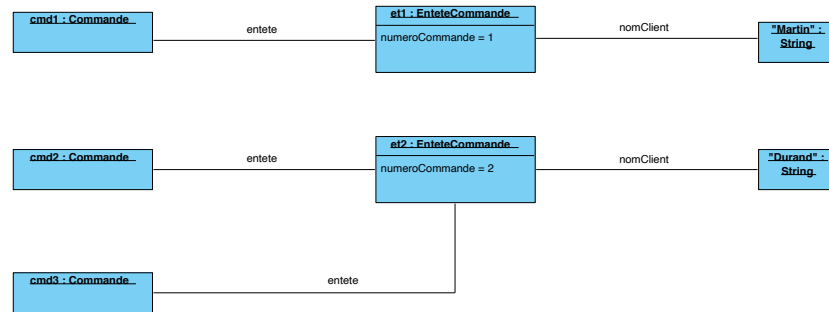 cmd1 : Commande
entete
et1 : EnteteCommande
numeroCommande = 1
nomClient
"Martin" :
String
cmd2 : Commande
entete
et2 : EnteteCommande
numeroCommande = 2
nomClient
"Durand" :
String
cmd3 : Commande
entete